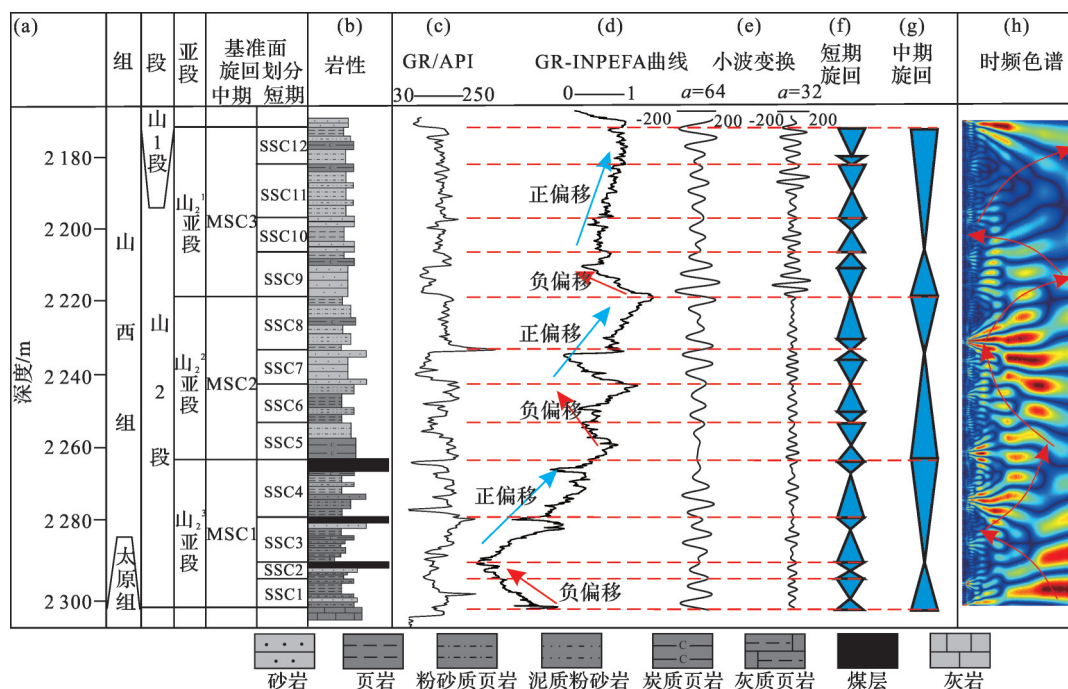 (a)
组
段
亚段
基准面
旋回划分
中期 短期
(b)
岩性
(c)
GR/API
30 250
(d)
GR-INPEFA曲线
0 1
(e)
小波变换
a=64
-200 200
a=32
-200 200
(f)
短期
旋回
(g)
中期
旋回
(h)
时频色谱
深度/m
2 180
2 200
2 220
2 240
2 260
2 280
2 300
山西组
太原组
山1段
山2段
山₂¹亚段
山₂²亚段
山₂³亚段
MSC3
MSC2
MSC1
SSC12
SSC11
SSC10
SSC9
SSC8
SSC7
SSC6
SSC5
SSC4
SSC3
SSC2
SSC1
正偏移
负偏移
正偏移
负偏移
正偏移
负偏移
C
C
砂岩
页岩
粉砂质页岩
泥质粉砂岩
炭质页岩
灰质页岩
煤层
灰岩